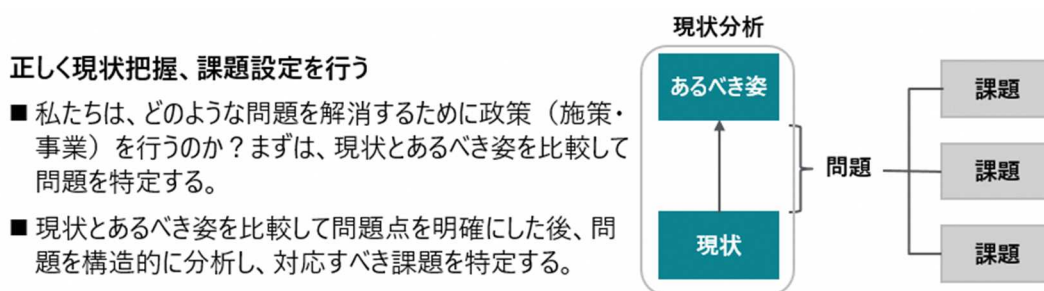 正しく現状把握、課題設定を行う
■ 私たちは、どのような問題を解消するために政策（施策・
事業）を行うのか？まずは、現状とあるべき姿を比較して
問題を特定する。
■ 現状とあるべき姿を比較して問題点を明確にした後、問
題を構造的に分析し、対応すべき課題を特定する。
現状分析
あるべき姿
現状
問題
課題
課題
課題